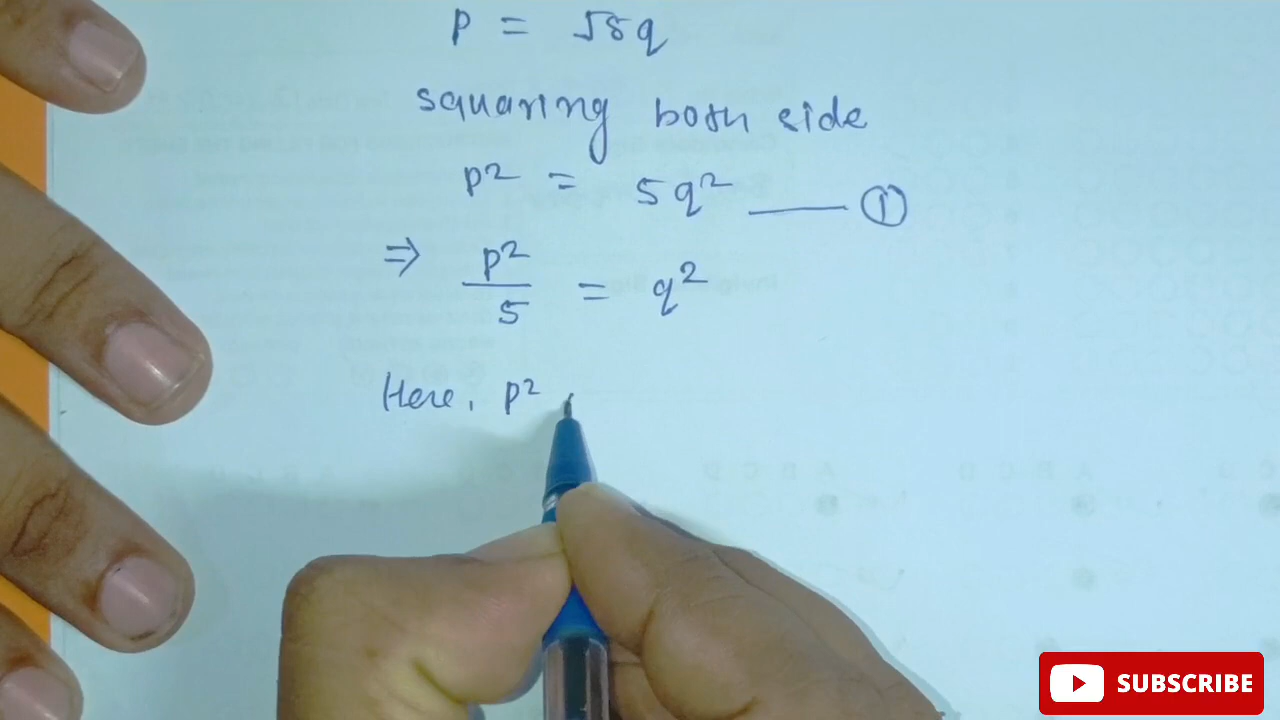 p = √5q
squaring both side
p² = 5q² —— ①
⇒ p²/5 = q²
Here, p²
SUBSCRIBE